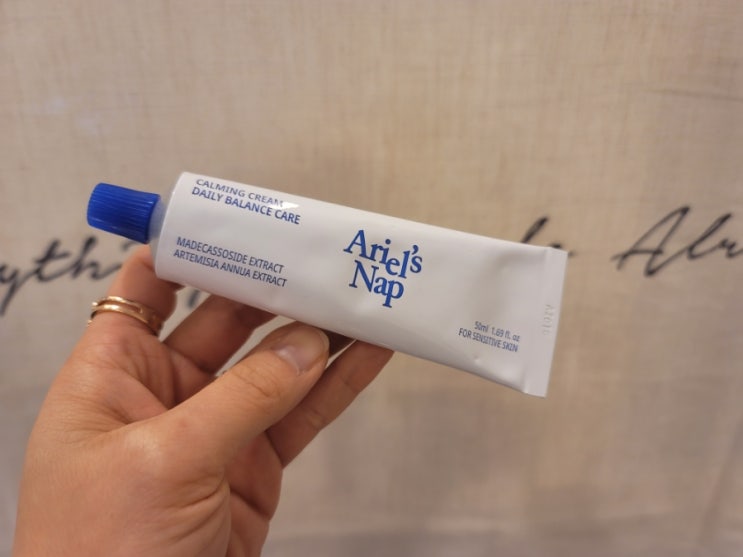 CALMING CREAM
DAILY BALANCE CARE
MADECASSOSIDE EXTRACT
ARTEMISIA ANNUA EXTRACT
Ariel's
Nap
50ml 1.69 fl. oz
FOR SENSITIVE SKIN